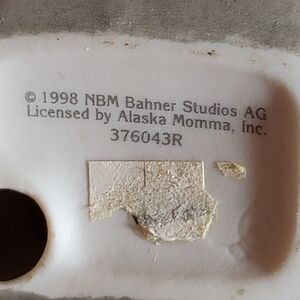 © 1998 NBM Bahner Studios AG
Licensed by Alaska Momma, Inc.
376043R